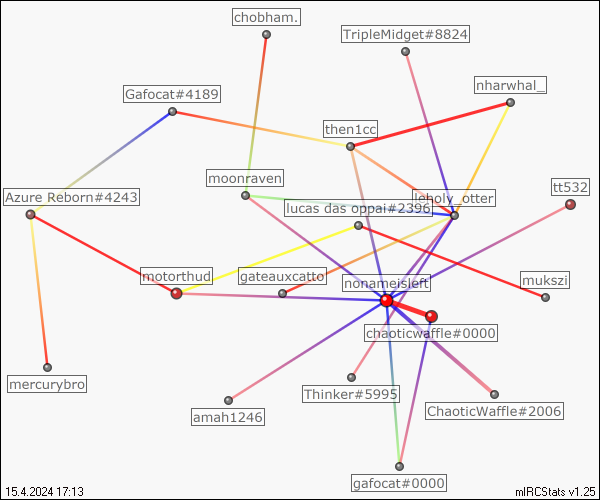 chobham.
TripleMidget#8824
nharwhal_
Gafocat#4189
then1cc
moonraven
tt532
Azure Reborn#4243
leholy_otter
lucas das oppai#2396
motorthud
gateauxcatto
nonameisleft
mukszi
chaoticwaffle#0000
mercurybro
Thinker#5995
ChaoticWaffle#2006
amah1246
gafocat#0000
15.4.2024 17:13
mIRCStats v1.25